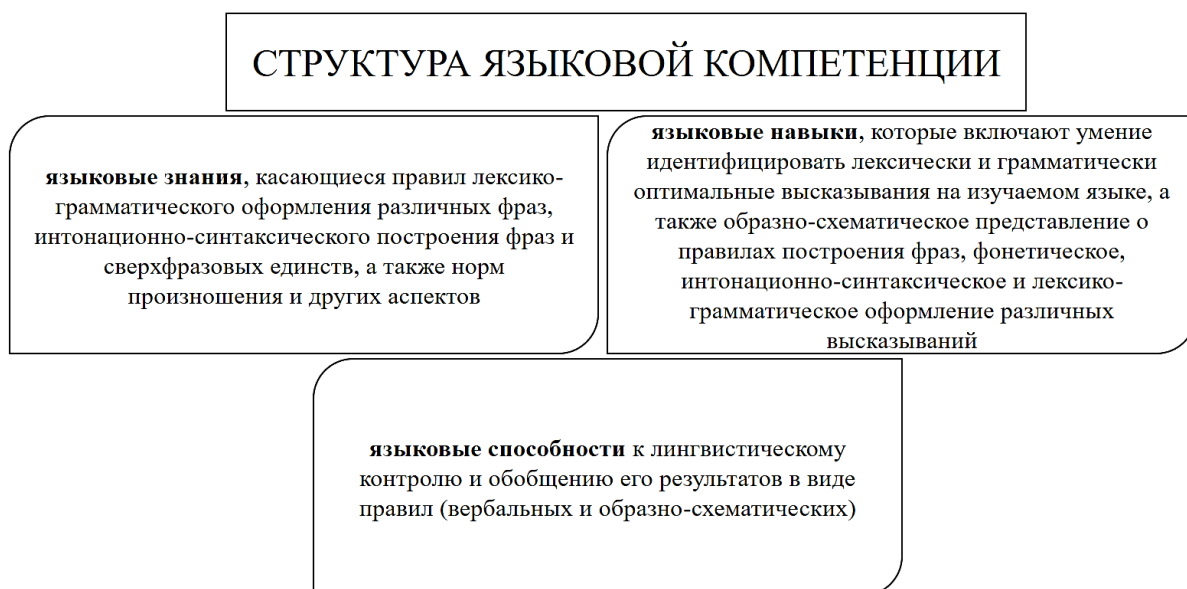 СТРУКТУРА ЯЗЫКОВОЙ КОМПЕТЕНЦИИ
языковые знания, касающиеся правил лексико-
грамматического оформления различных фраз,
интонационно-синтаксического построения фраз и
сверхфразовых единств, а также норм
произношения и других аспектов
языковые навыки, которые включают умение
идентифицировать лексически и грамматически
оптимальные высказывания на изучаемом языке, а
также образно-схематическое представление о
правилах построения фраз, фонетическое,
интонационно-синтаксическое и лексико-
грамматическое оформление различных
высказываний
языковые способности к лингвистическому
контролю и обобщению его результатов в виде
правил (вербальных и образно-схематических)